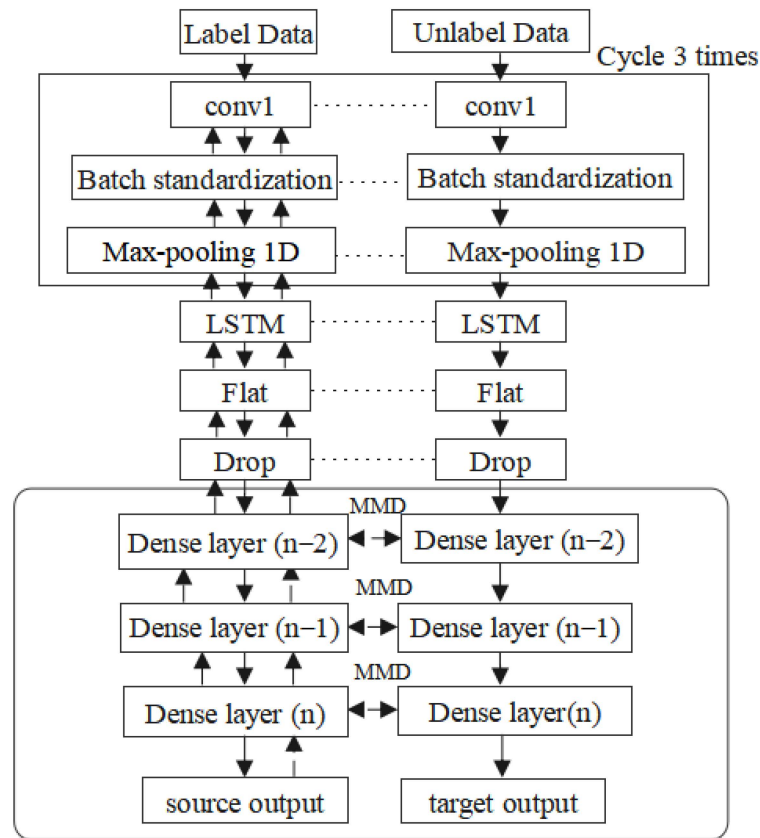 Label Data
Unlabel Data
Cycle 3 times
conv1
conv1
Batch standardization
Batch standardization
Max-pooling 1D
Max-pooling 1D
LSTM
LSTM
Flat
Flat
Drop
Drop
MMD
Dense layer (n−2)
Dense layer (n−2)
MMD
Dense layer (n−1)
Dense layer (n−1)
MMD
Dense layer (n)
Dense layer(n)
source output
target output